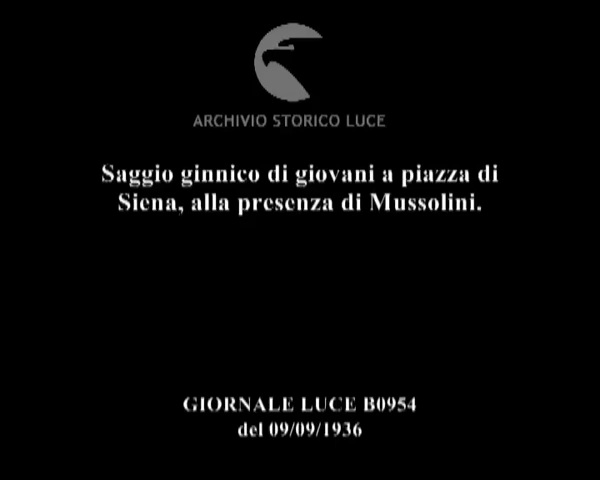 ARCHIVIO STORICO LUCE
Saggio ginnico di giovani a piazza di
Siena, alla presenza di Mussolini.
GIORNALE LUCE B0954
del 09/09/1936